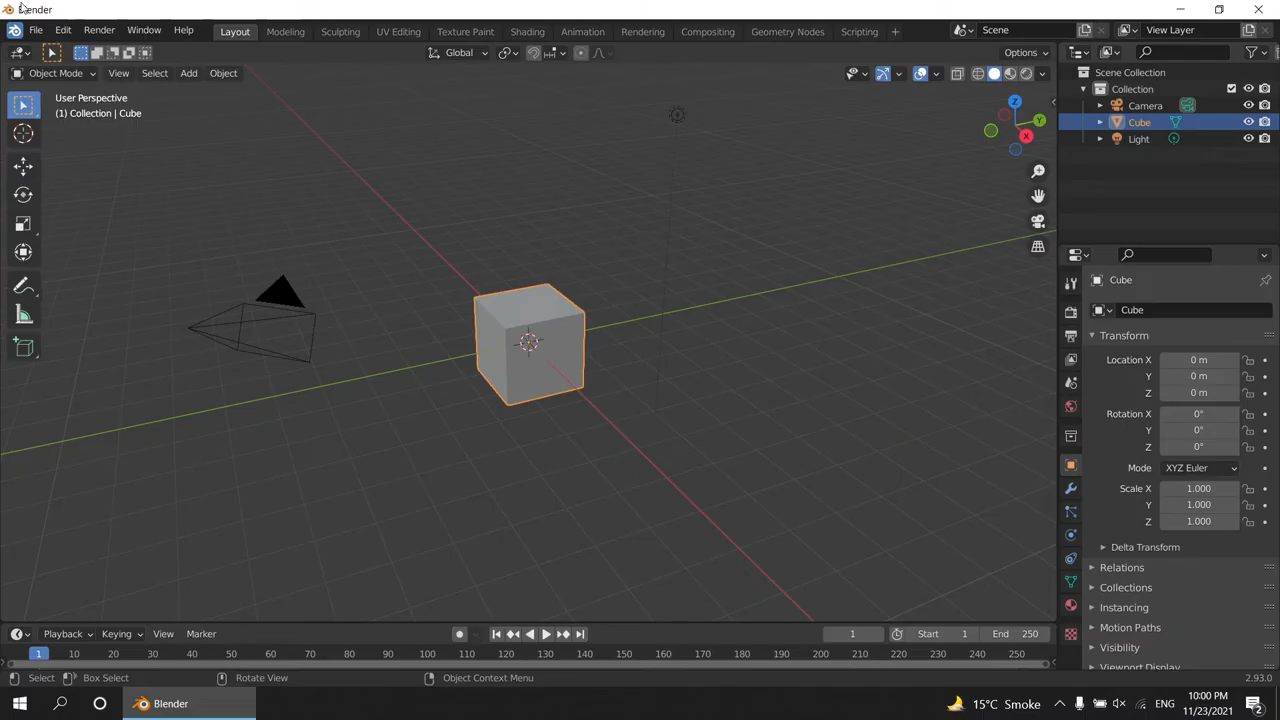 Blender
File Edit Render Window Help Layout Modeling Sculpting UV Editing Texture Paint Shading Animation Rendering Compositing Geometry Nodes Scripting + Scene View Layer
Global Options
Object Mode View Select Add Object
User Perspective
(1) Collection | Cube
Z
Y
X
Scene Collection
Collection
Camera
Cube
Light
Cube
Cube
Transform
Location X 0 m
Y 0 m
Z 0 m
Rotation X 0°
Y 0°
Z 0°
Mode XYZ Euler
Scale X 1.000
Y 1.000
Z 1.000
Delta Transform
Relations
Collections
Instancing
Motion Paths
Visibility
Viewport Display
Playback Keying View Marker 1 Start 1 End 250
1 10 20 30 40 50 60 70 80 90 100 110 120 130 140 150 160 170 180 190 200 210 220 230 240 250
Select Box Select Rotate View Object Context Menu 2.93.0
Blender 15°C Smoke ENG 10:00 PM
11/23/2021 2